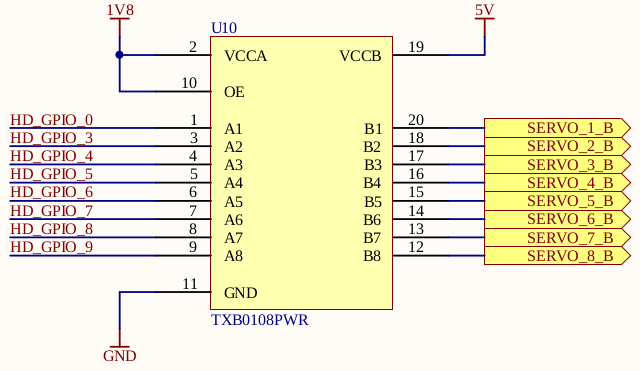 1V8
5V
U10
2
VCCA
VCCB
19
10
OE
HD_GPIO_0
1
A1
B1
20
SERVO_1_B
HD_GPIO_3
3
A2
B2
18
SERVO_2_B
HD_GPIO_4
4
A3
B3
17
SERVO_3_B
HD_GPIO_5
5
A4
B4
16
SERVO_4_B
HD_GPIO_6
6
A5
B5
15
SERVO_5_B
HD_GPIO_7
7
A6
B6
14
SERVO_6_B
HD_GPIO_8
8
A7
B7
13
SERVO_7_B
HD_GPIO_9
9
A8
B8
12
SERVO_8_B
11
GND
TXB0108PWR
GND